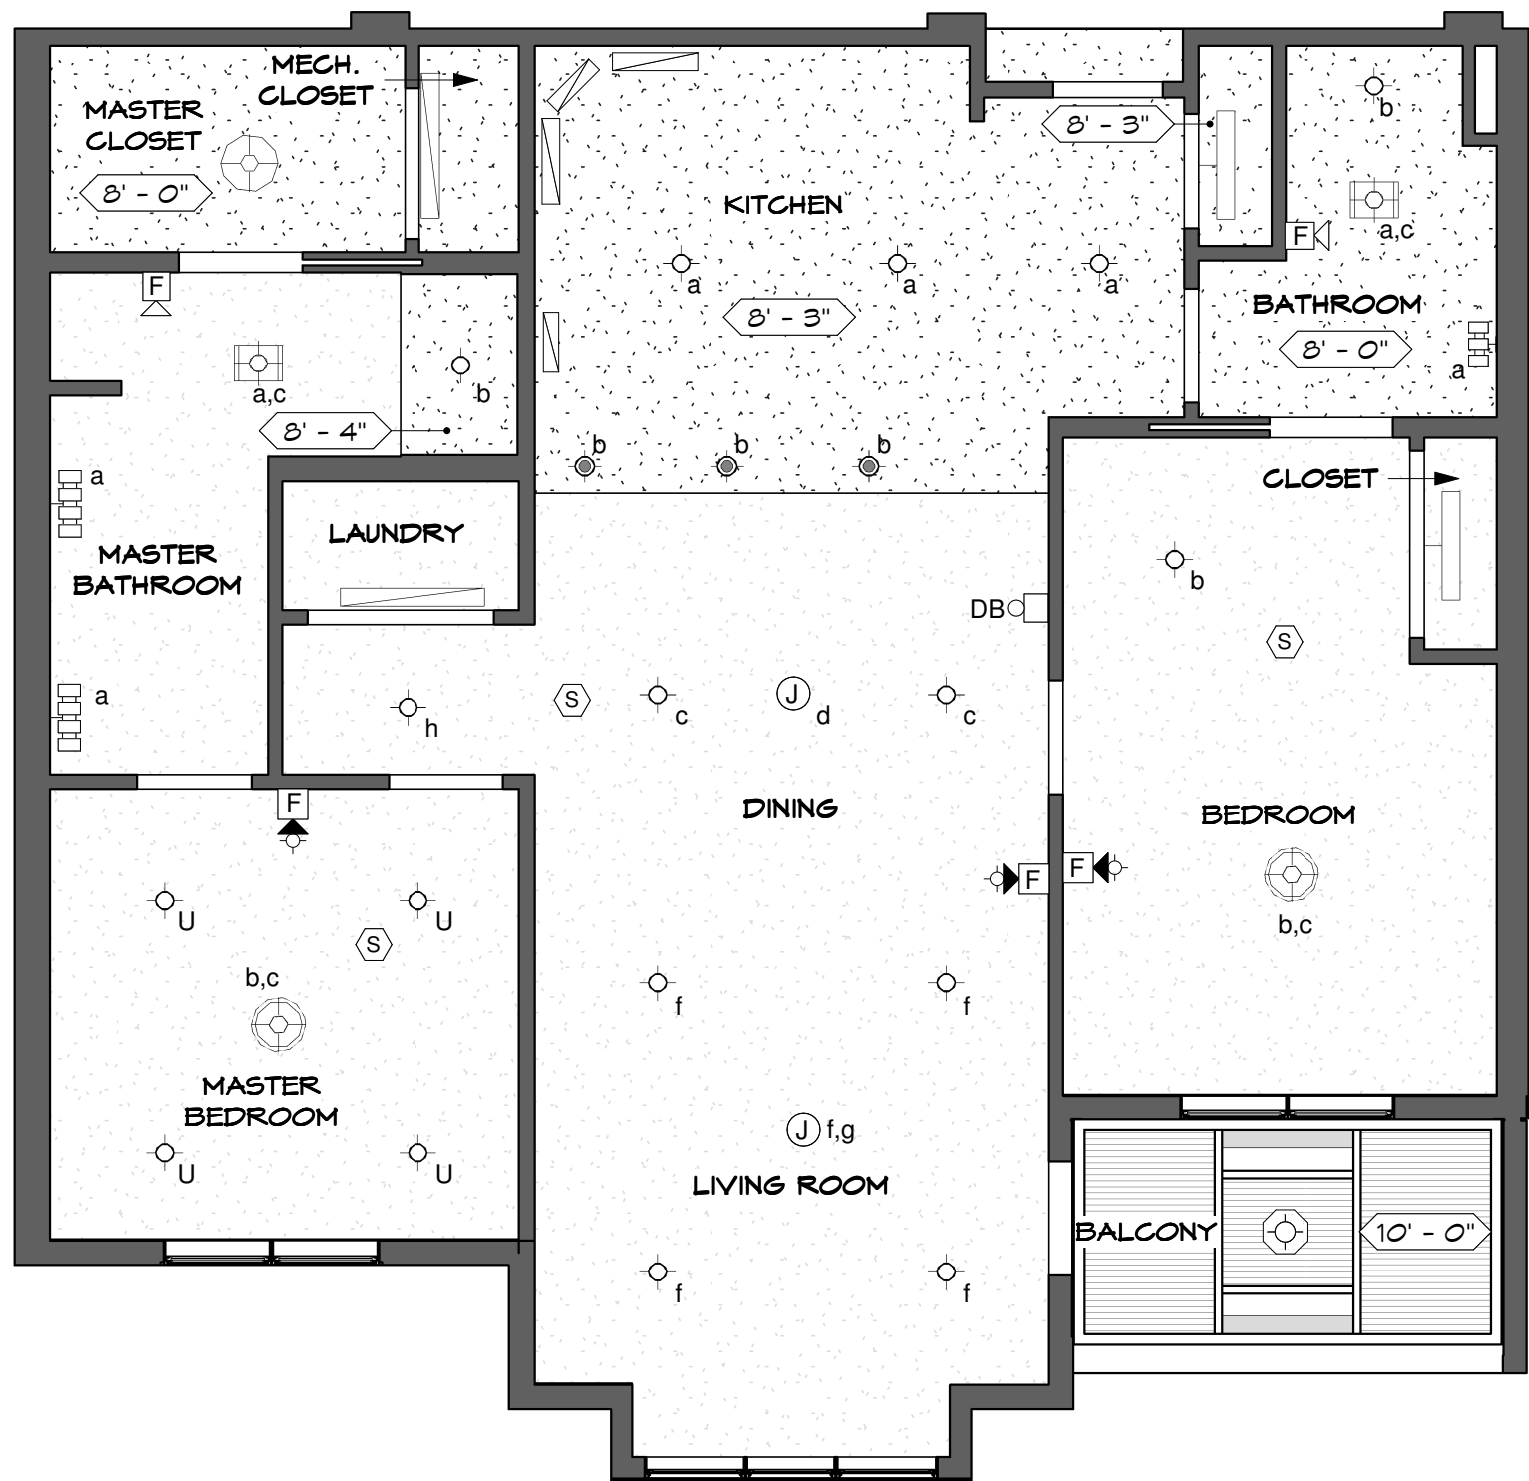 MECH.
CLOSET
MASTER
CLOSET
8' - 0"
8' - 3"
b
KITCHEN
a,c
F
a
a
a
F
8' - 3"
BATHROOM
8' - 0"
a
a,c
b
8' - 4"
b
b
b
a
CLOSET
LAUNDRY
MASTER
BATHROOM
b
DB
S
a
h
S
c
J
d
c
F
DINING
BEDROOM
F
F
U
U
S
b,c
b,c
f
f
MASTER
BEDROOM
J
f,g
U
U
LIVING ROOM
BALCONY
10' - 0"
f
f